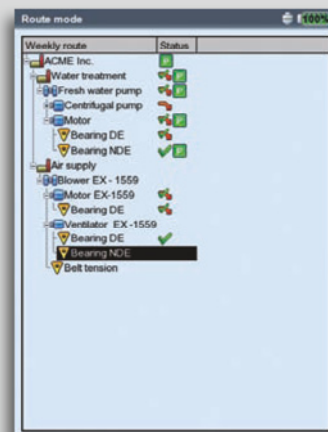 Route mode 100%
Weekly route Status
ACME Inc.
Water treatment
Fresh water pump
Centrifugal pump
Motor
Bearing DE
Bearing NDE
Air supply
Blower EX - 1559
Motor EX-1559
Bearing DE
Ventilator EX -1559
Bearing DE
Bearing NDE
Belt tension